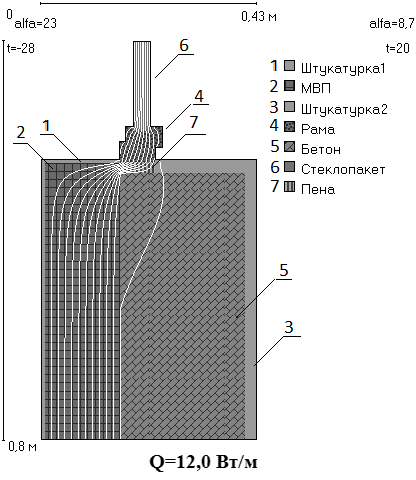 0
0,43 м
alfa=23
alfa=8,7
t=-28
t=20
6
1 Штукатурка1
2 МВП
3 Штукатурка2
4 Рама
5 Бетон
6 Стеклопакет
7 Пена
4
1
2
7
5
3
0,8 м
Q=12,0 Вт/м